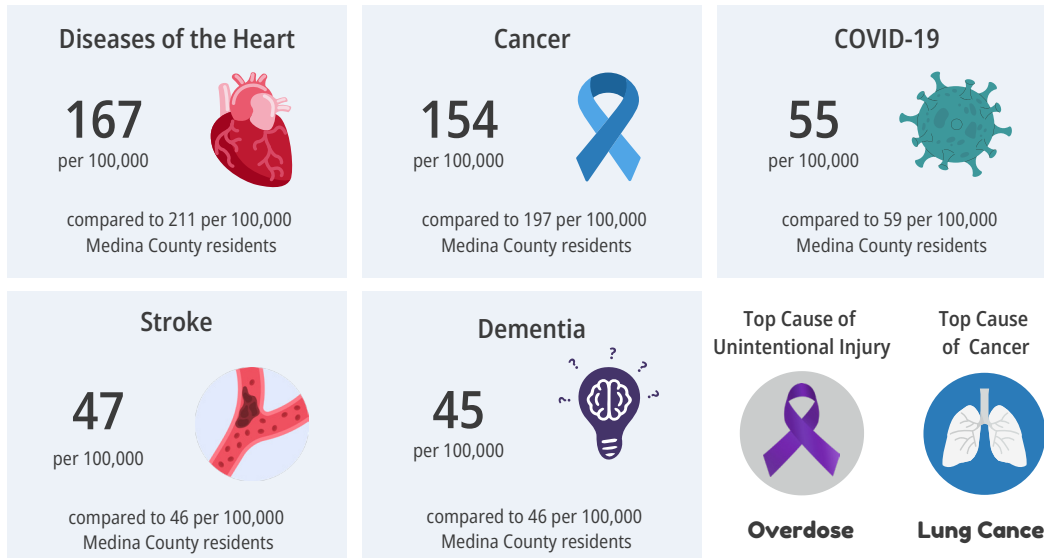 Diseases of the Heart
167
per 100,000
compared to 211 per 100,000
Medina County residents
Cancer
154
per 100,000
compared to 197 per 100,000
Medina County residents
COVID-19
55
per 100,000
compared to 59 per 100,000
Medina County residents
Stroke
47
per 100,000
compared to 46 per 100,000
Medina County residents
Dementia
? ? ? ? ?
45
per 100,000
compared to 46 per 100,000
Medina County residents
Top Cause of
Unintentional Injury
Overdose
Top Cause
of Cancer
Lung Cance